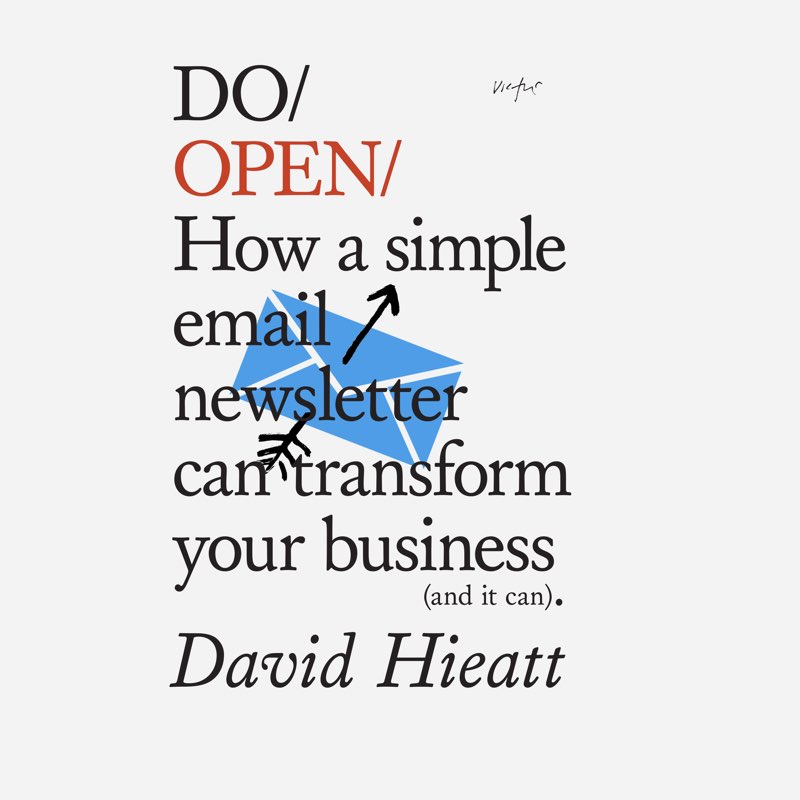 DO/
OPEN/
How a simple
email
newsletter
can transform
your business
(and it can).
David Hieatt